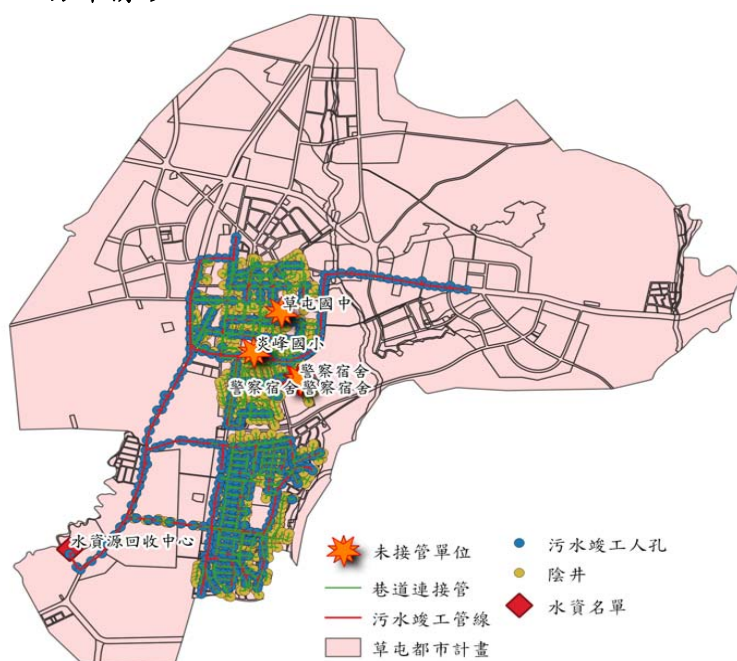 草屯國中
炎峰國小
警察宿舍
警察宿舍 警察宿舍
水資源回收中心
未接管單位
巷道連接管
污水竣工管線
草屯都市計畫
污水竣工人孔
陰井
水資名單